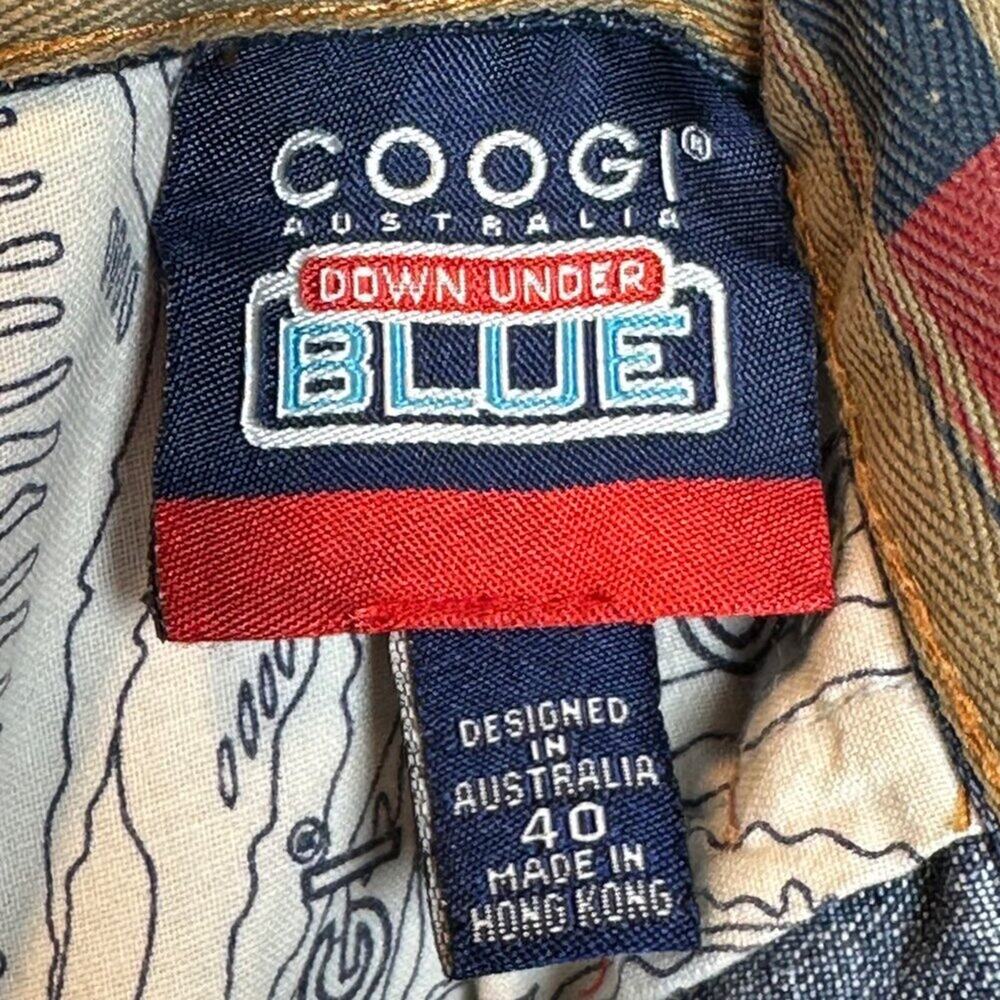 COOGI®
AUSTRALIA
DOWN UNDER
BLUE
DESIGNED
IN
AUSTRALIA
40
MADE IN
HONG KONG